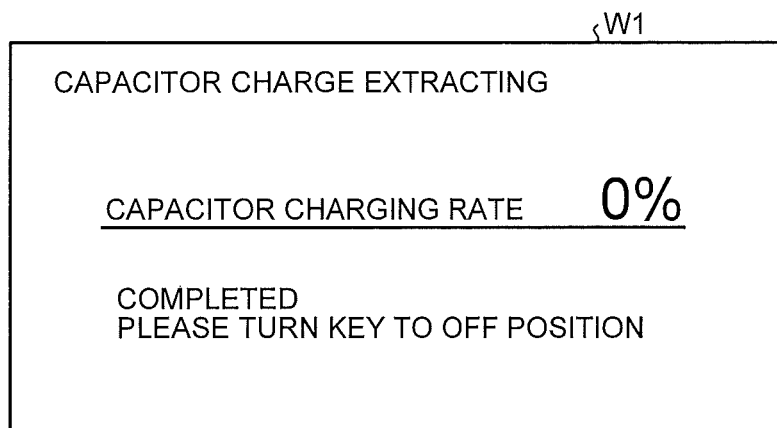 W1
CAPACITOR CHARGE EXTRACTING
CAPACITOR CHARGING RATE 0%
COMPLETED
PLEASE TURN KEY TO OFF POSITION